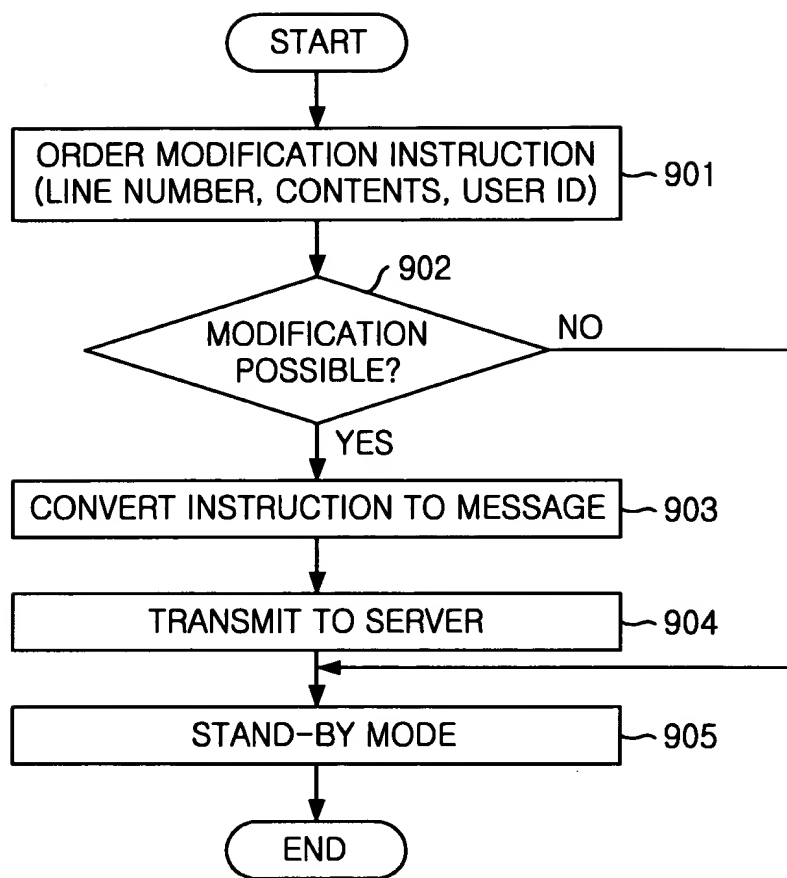 START
ORDER MODIFICATION INSTRUCTION
(LINE NUMBER, CONTENTS, USER ID)
901
902
MODIFICATION
POSSIBLE?
NO
YES
CONVERT INSTRUCTION TO MESSAGE
903
TRANSMIT TO SERVER
904
STAND-BY MODE
905
END